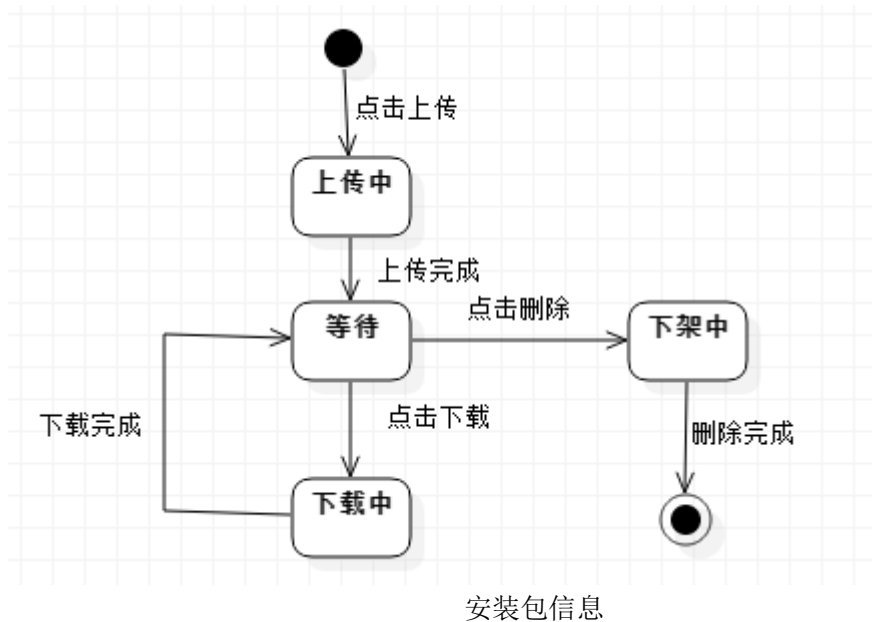 点击上传
上传中
上传完成
点击删除
等待
下架中
点击下载
下载完成
删除完成
下载中
安装包信息